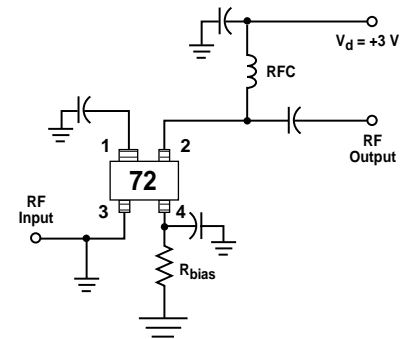 V_d = +3 V
RFC
1
2
RF
Output
72
3
4
RF
Input
R_bias